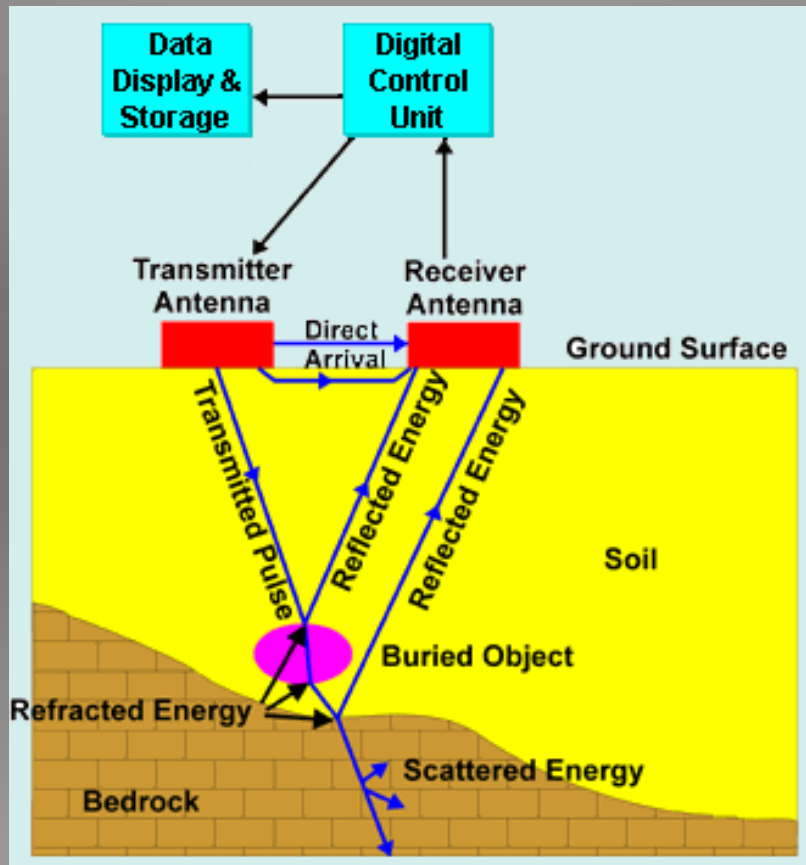 Data
Display &
Storage
Digital
Control
Unit
Transmitter
Antenna
Receiver
Antenna
Direct
Arrival
Ground Surface
Transmitted Pulse
Reflected Energy
Reflected Energy
Soil
Buried Object
Refracted Energy
Scattered Energy
Bedrock